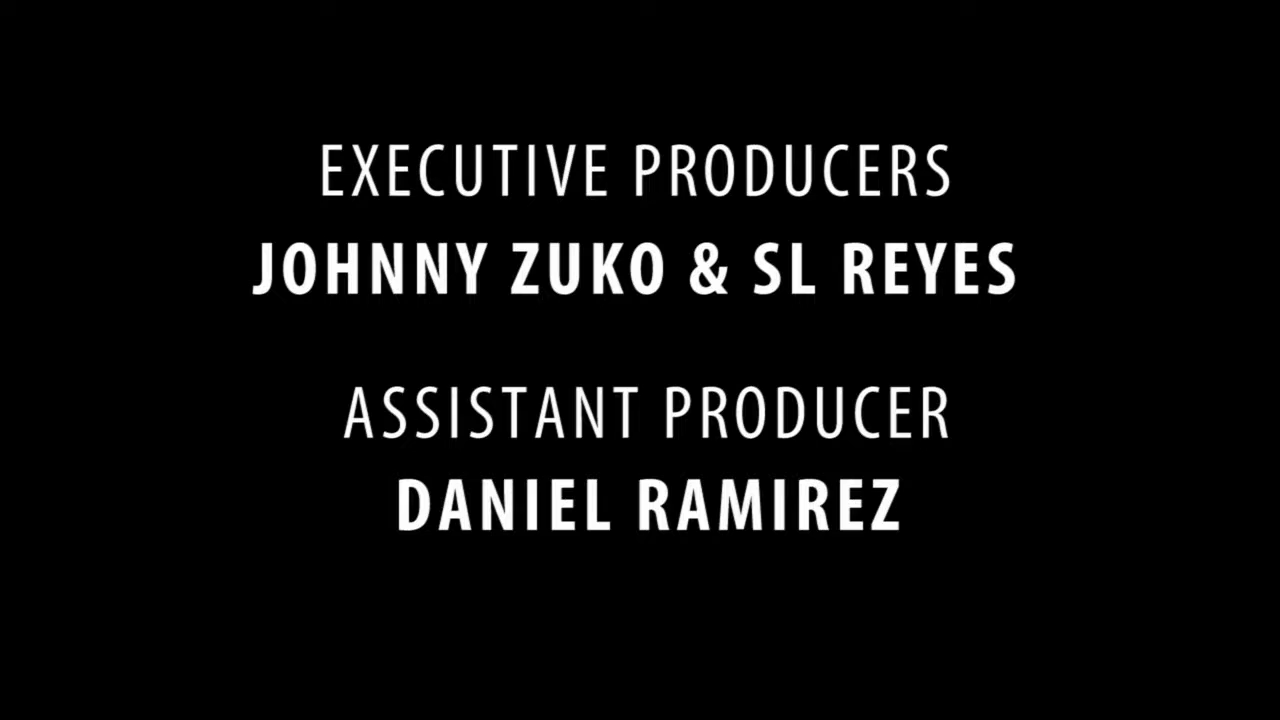 EXECUTIVE PRODUCERS
JOHNNY ZUKO & SL REYES
ASSISTANT PRODUCER
DANIEL RAMIREZ